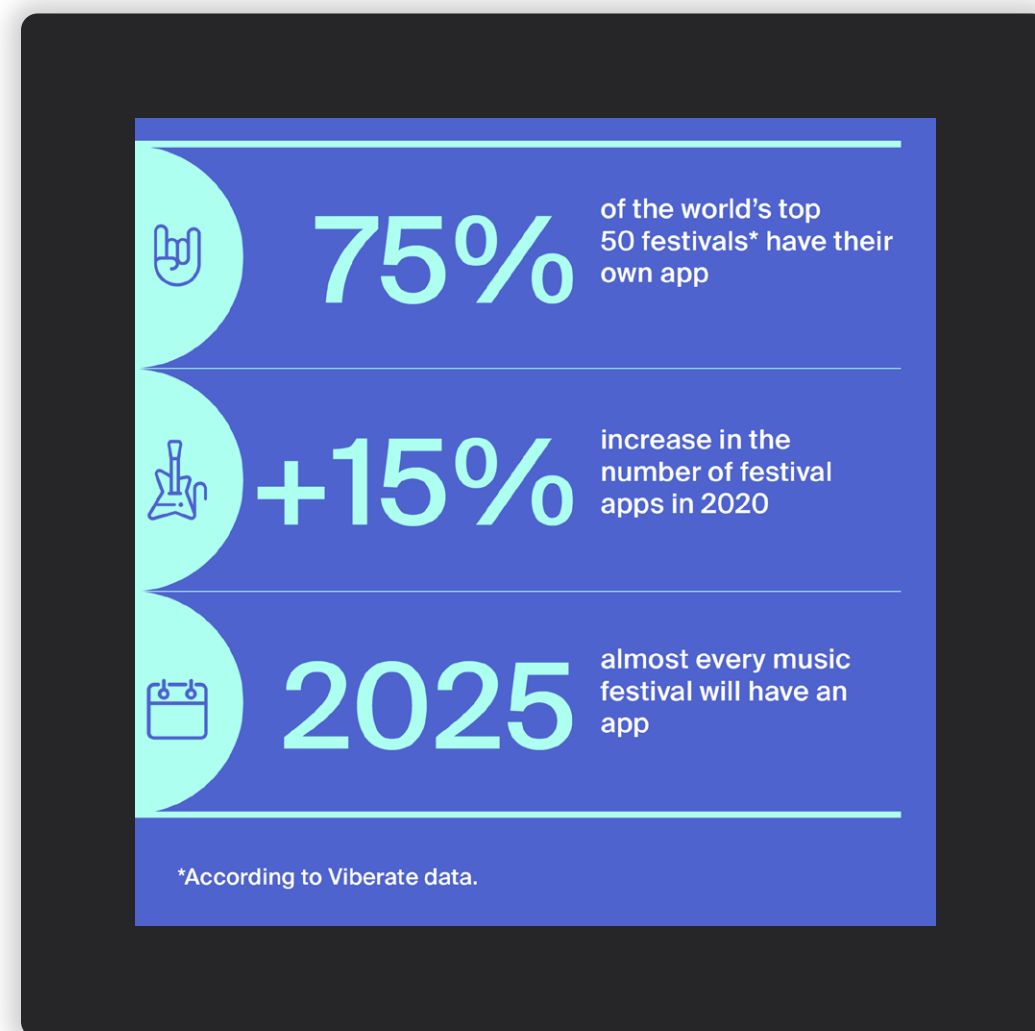 75%
of the world’s top
50 festivals* have their
own app
+15%
increase in the
number of festival
apps in 2020
2025
almost every music
festival will have an
app
*According to Viberate data.